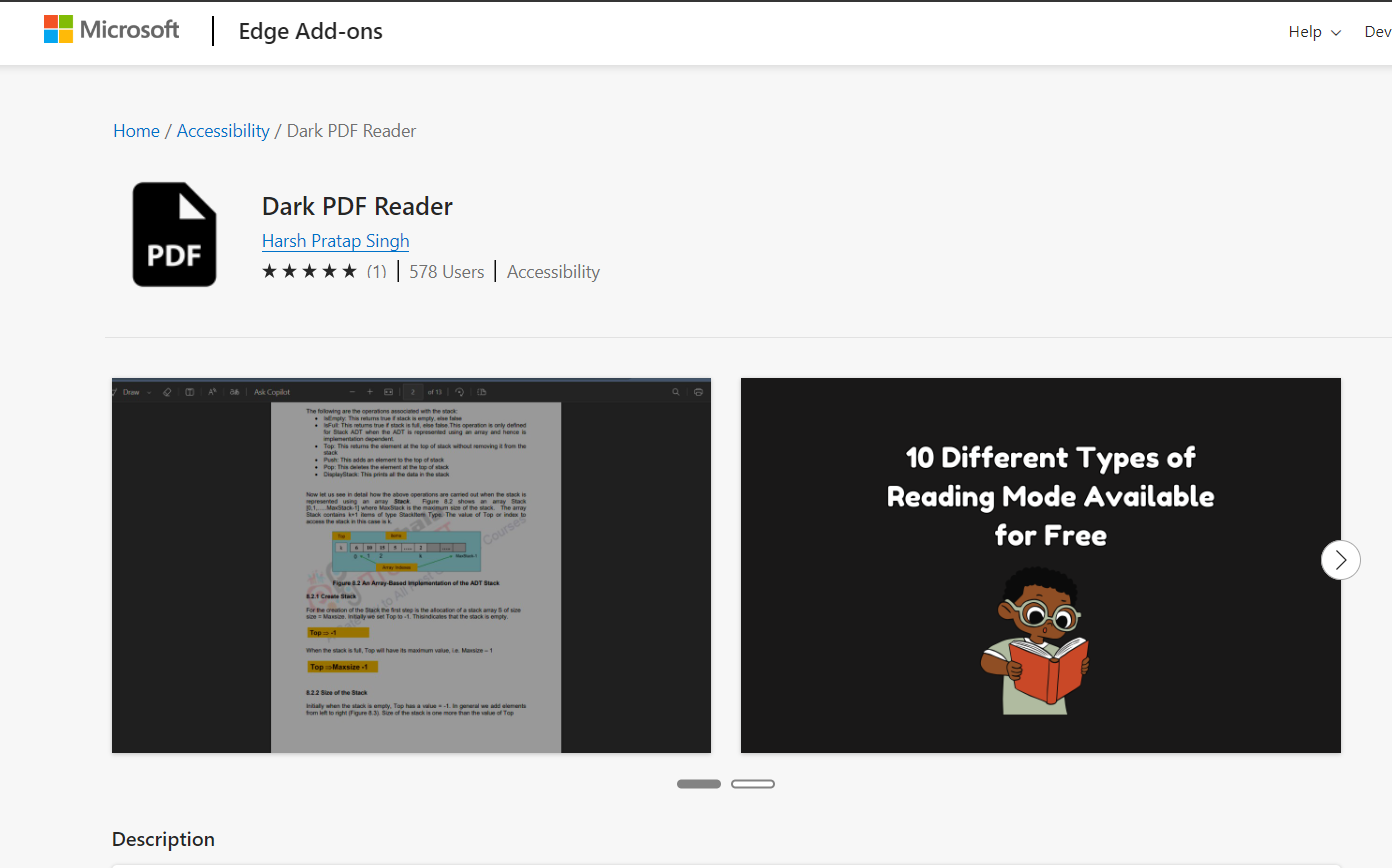 Microsoft
Edge Add-ons
Help
Dev
Home / Accessibility / Dark PDF Reader
PDF
Dark PDF Reader
Harsh Pratap Singh
(1)
578 Users
Accessibility
Draw
Ask Copilot
2
of 13
The following are the operations associated with the stack:
IsEmpty: This returns true if stack is empty, else false
IsFull: This returns true if stack is full, else false.This operation is only defined
for Stack ADT when the ADT is represented using an array and hence is
implementation dependent.
Top: This returns the element at the top of stack without removing it from the
stack
Push: This adds an element to the top of stack
Pop: This deletes the element at the top of stack
DisplayStack: This prints all the data in the stack
Now let us see in detail how the above operations are carried out when the stack is
represented using an array Stack. Figure 8.2 shows an array Stack
[0,1,.....MaxStack-1] where MaxStack is the maximum size of the stack. The array
Stack contains k+1 items of type StackItem Type. The value of Top or index to
access the stack in this case is k.
Top
Items
Array Indexes
Courses
Figure 8.2 An Array-Based Implementation of the ADT Stack
8.2.1 Create Stack
For the creation of the Stack the first step is the allocation of a stack array S of size
size = Maxsize. Initially we set Top to -1. This indicates that the stack is empty.
Top ⇒ -1
When the stack is full, Top will have its maximum value, i.e. Maxsize – 1
Top ⇒Maxsize -1
8.2.2 Size of the Stack
Initially when the stack is empty, Top has a value = -1. In general we add elements
from left to right (Figure 8.3). Size of the stack is one more than the value of Top
10 Different Types of
Reading Mode Available
for Free
Description